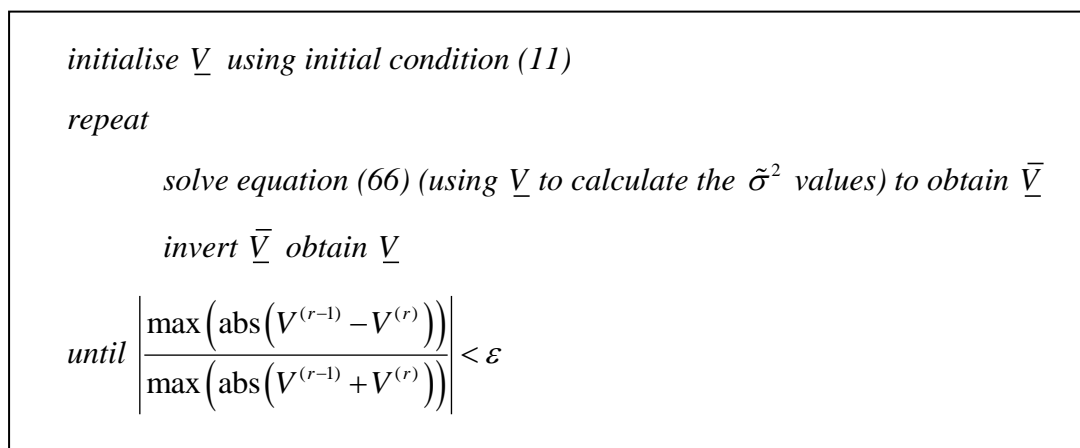 initialise V̲ using initial condition (11)
repeat
solve equation (66) (using V̲ to calculate the σ̃² values) to obtain V̲̅
invert V̲̅ obtain V̲
until |max(abs(V^(r−1) − V^(r))) / max(abs(V^(r−1) + V^(r)))| < ε